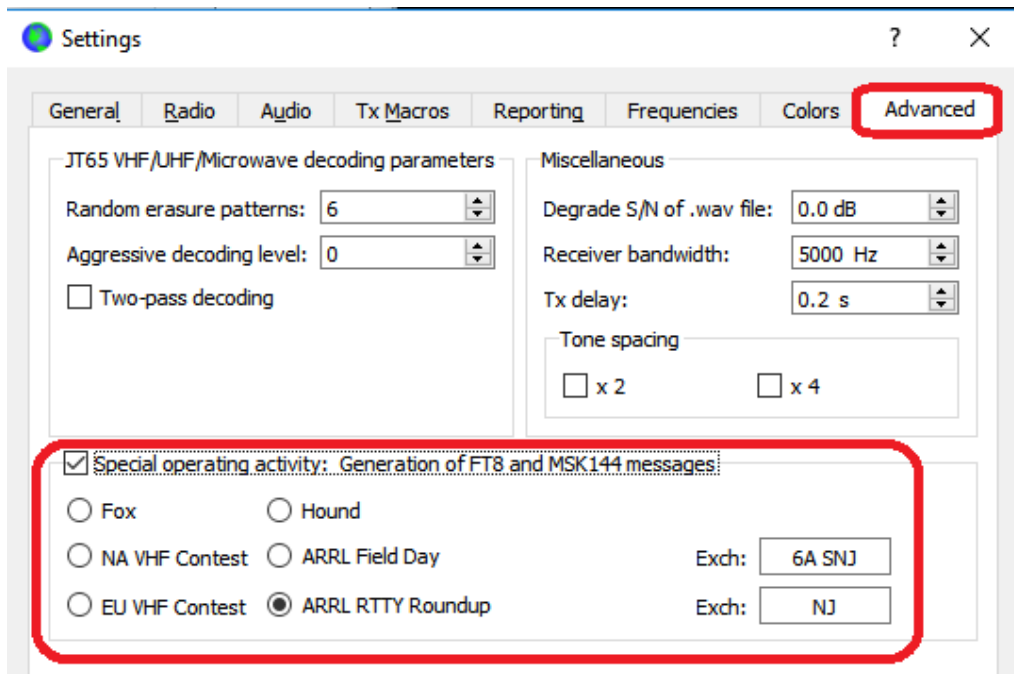 Settings
? ×
General Radio Audio Tx Macros Reporting Frequencies Colors Advanced
JT65 VHF/UHF/Microwave decoding parameters
Random erasure patterns: 6
Aggressive decoding level: 0
Two-pass decoding
Miscellaneous
Degrade S/N of .wav file: 0.0 dB
Receiver bandwidth: 5000 Hz
Tx delay: 0.2 s
Tone spacing
x 2 x 4
Special operating activity: Generation of FT8 and MSK144 messages
Fox Hound
NA VHF Contest ARRL Field Day Exch: 6A SNJ
EU VHF Contest ARRL RTTY Roundup Exch: NJ